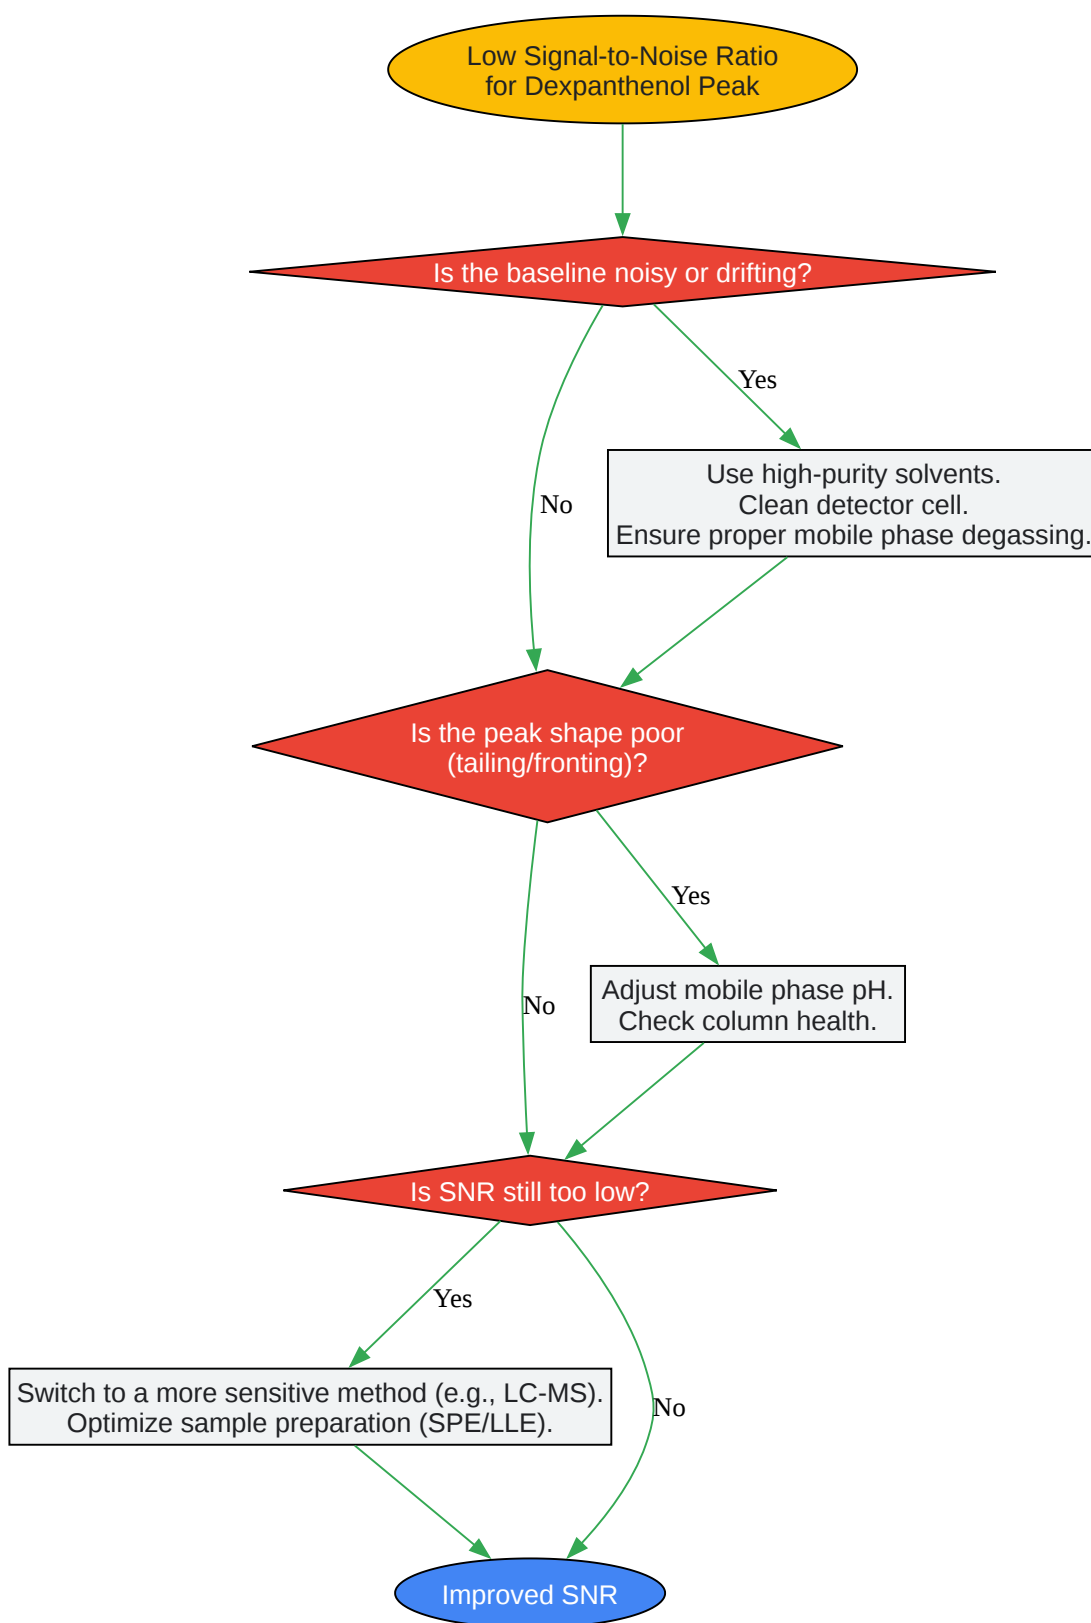 Low Signal-to-Noise Ratio
for Dexpanthenol Peak
Is the baseline noisy or drifting?
Yes
Use high-purity solvents.
Clean detector cell.
Ensure proper mobile phase degassing.
No
Is the peak shape poor
(tailing/fronting)?
Yes
Adjust mobile phase pH.
Check column health.
No
Is SNR still too low?
Yes
Switch to a more sensitive method (e.g., LC-MS).
Optimize sample preparation (SPE/LLE).
No
Improved SNR